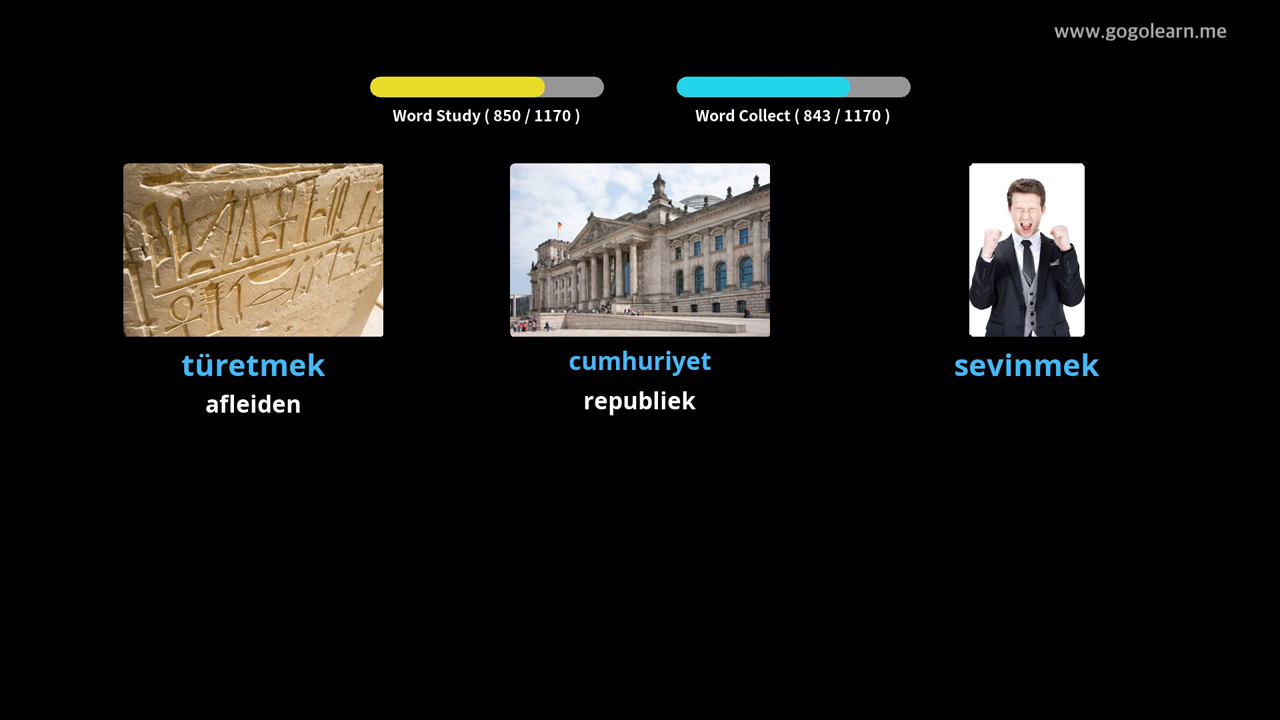 www.gogolearn.me
Word Study ( 850 / 1170 )
Word Collect ( 843 / 1170 )
türetmek
afleiden
cumhuriyet
republiek
sevinmek